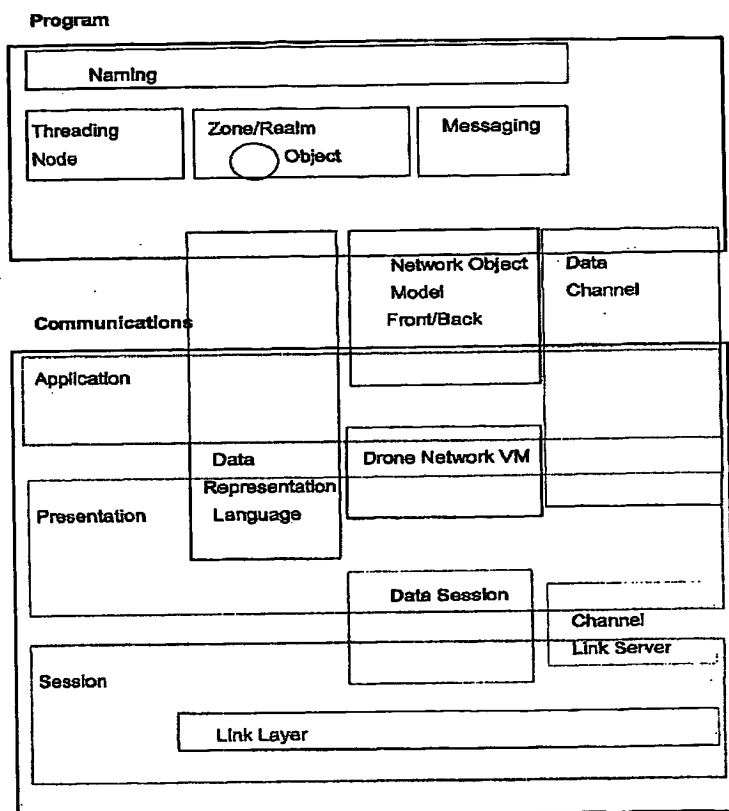 Program
Naming
Threading
Node
Zone/Realm
Object
Messaging
Network Object
Model
Front/Back
Data
Channel
Communications
Application
Data
Representation
Language
Drone Network VM
Presentation
Data Session
Channel
Link Server
Session
Link Layer